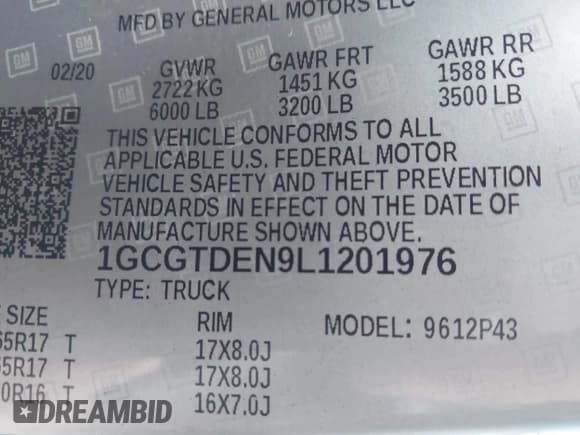 MFD BY GENERAL MOTORS LLC
02/20 GVWR GAWR FRT GAWR RR
2722 KG 1451 KG 1588 KG
6000 LB 3200 LB 3500 LB
THIS VEHICLE CONFORMS TO ALL
APPLICABLE U.S. FEDERAL MOTOR
VEHICLE SAFETY AND THEFT PREVENTION
STANDARDS IN EFFECT ON THE DATE OF
MANUFACTURE SHOWN ABOVE.
1GCGTDEN9L1201976
TYPE: TRUCK
SIZE RIM MODEL: 9612P43
5R17 T 17X8.0J
5R17 T 17X8.0J
0R16 T 16X7.0J
DREAMBID